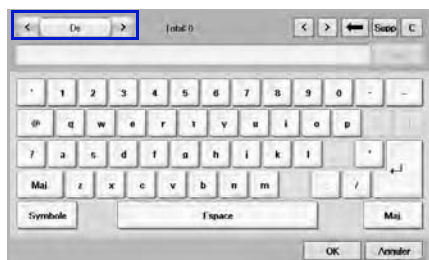 < De > Total: 0 < > Supp C
1 2 3 4 5 6 7 8 9 0 - -
@ q w e r t y u i o p
? a s d f g h j k l '
Maj z x c v b n m /
Symbole Espace Maj
OK Annuler